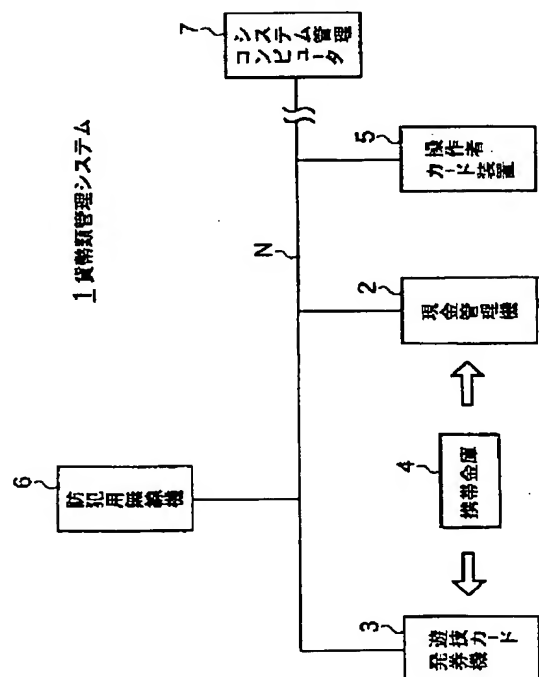 1 貨幣類管理システム
7
システム管理
コンピュータ
6
防犯用無線機
N
5
操作者
カード装置
2
現金管理機
4
携帯金庫
3
遊技カード
発券機